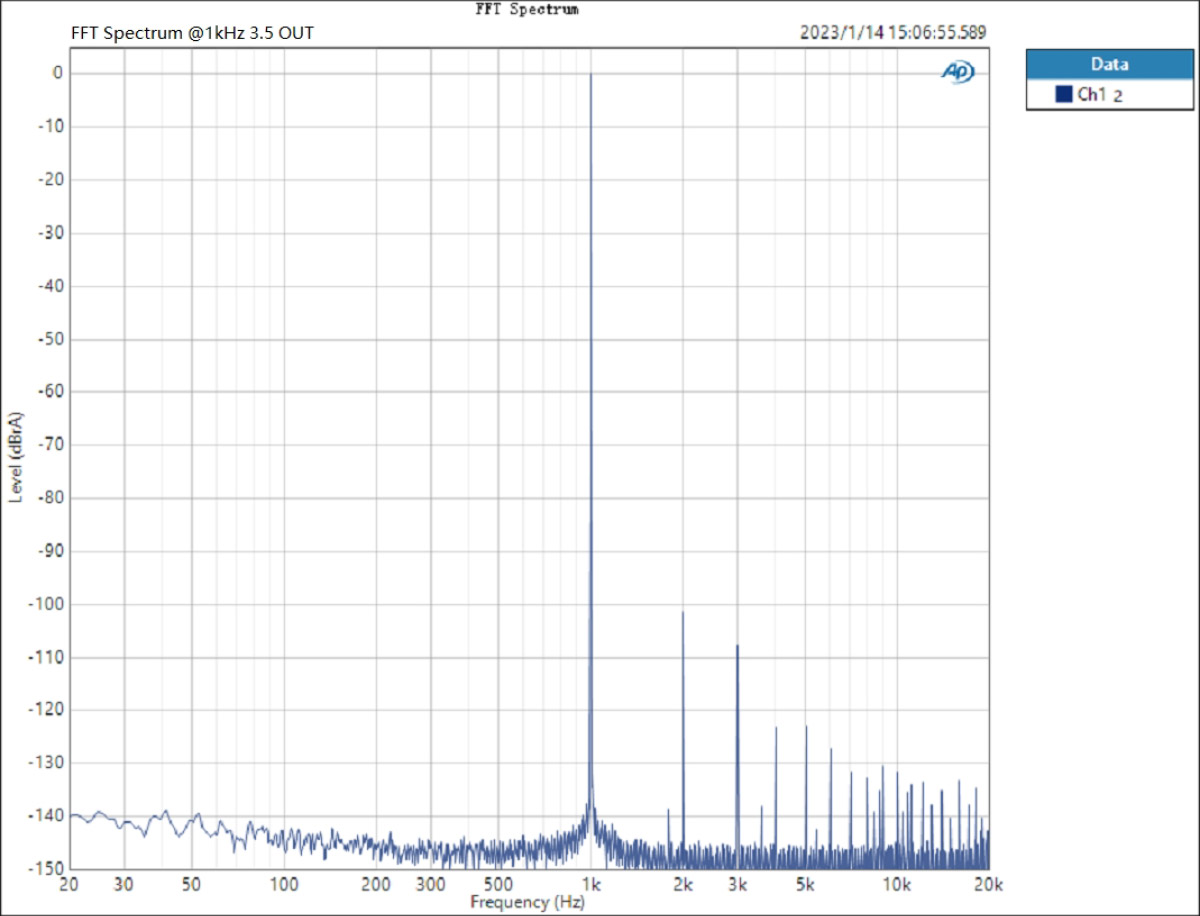 FFT Spectrum
FFT Spectrum @1kHz 3.5 OUT
2023/1/14 15:06:55.589
AP
Data
Ch1 2
Level (dBrA)
0
-10
-20
-30
-40
-50
-60
-70
-80
-90
-100
-110
-120
-130
-140
-150
20 30 50 100 200 300 500 1k 2k 3k 5k 10k 20k
Frequency (Hz)